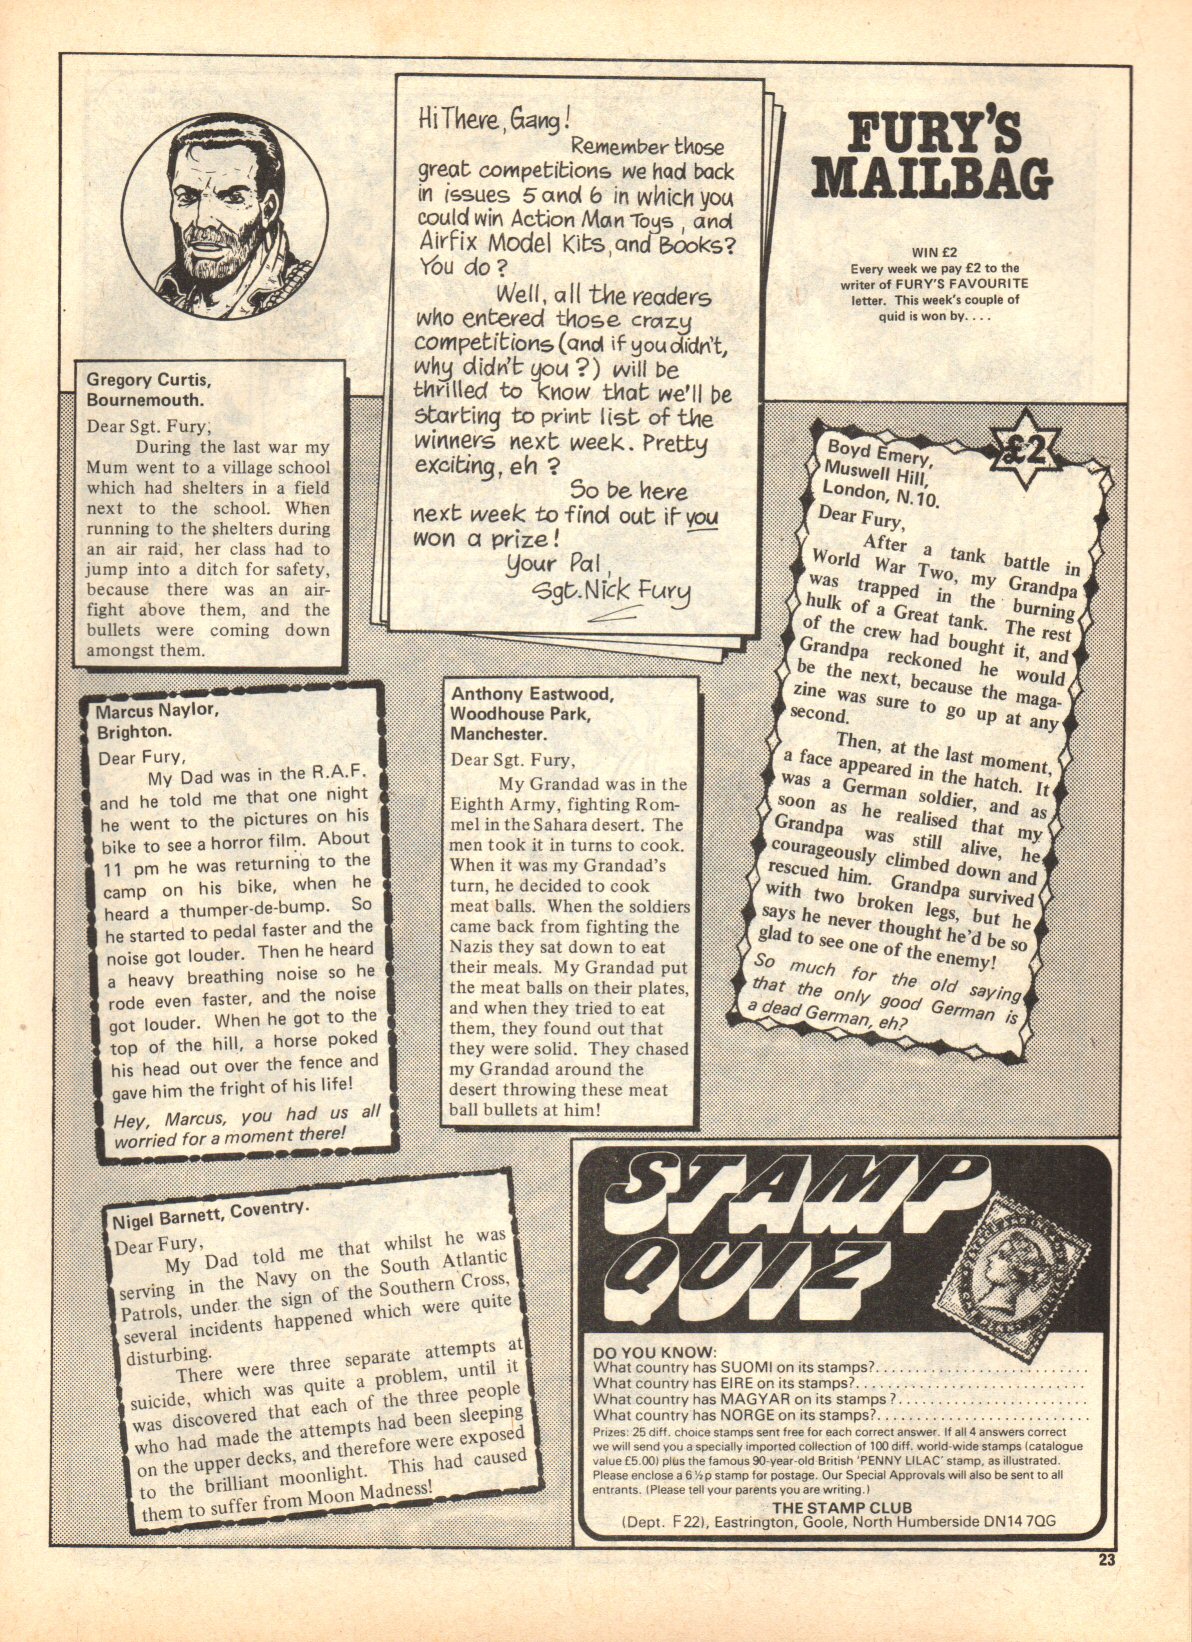 Hi There, Gang!
Remember those
great competitions we had back
in issues 5 and 6 in which you
could win Action Man Toys, and
Airfix Model Kits, and Books?
You do?
Well, all the readers
who entered those crazy
competitions (and if you didn't,
why didn't you?) will be
thrilled to know that we'll be
starting to print list of the
winners next week. Pretty
exciting, eh?
So be here
next week to find out if you
won a prize!
Your Pal,
Sgt. Nick Fury
FURY'S
MAILBAG
WIN £2
Every week we pay £2 to the
writer of FURY'S FAVOURITE
letter. This week's couple of
quid is won by. . . .
Gregory Curtis,
Bournemouth.
Dear Sgt. Fury,
During the last war my
Mum went to a village school
which had shelters in a field
next to the school. When
running to the shelters during
an air raid, her class had to
jump into a ditch for safety,
because there was an air-
fight above them, and the
bullets were coming down
amongst them.
£2
Boyd Emery,
Muswell Hill,
London, N.10.
Dear Fury,
After a tank battle in
World War Two, my Grandpa
was trapped in the burning
hulk of a Great tank. The rest
of the crew had bought it, and
Grandpa reckoned he would
be the next, because the maga-
zine was sure to go up at any
second.
Then, at the last moment,
a face appeared in the hatch. It
was a German soldier, and as
soon as he realised that my
Grandpa was still alive, he
courageously climbed down and
rescued him. Grandpa survived
with two broken legs, but he
says he never thought he'd be so
glad to see one of the enemy!
So much for the old saying
that the only good German is
a dead German, eh?
Marcus Naylor,
Brighton.
Dear Fury,
My Dad was in the R.A.F.
and he told me that one night
he went to the pictures on his
bike to see a horror film. About
11 pm he was returning to the
camp on his bike, when he
heard a thumper-de-bump. So
he started to pedal faster and the
noise got louder. Then he heard
a heavy breathing noise so he
rode even faster, and the noise
got louder. When he got to the
top of the hill, a horse poked
his head out over the fence and
gave him the fright of his life!
Hey, Marcus, you had us all
worried for a moment there!
Anthony Eastwood,
Woodhouse Park,
Manchester.
Dear Sgt. Fury,
My Grandad was in the
Eighth Army, fighting Rom-
mel in the Sahara desert. The
men took it in turns to cook.
When it was my Grandad's
turn, he decided to cook
meat balls. When the soldiers
came back from fighting the
Nazis they sat down to eat
their meals. My Grandad put
the meat balls on their plates,
and when they tried to eat
them, they found out that
they were solid. They chased
my Grandad around the
desert throwing these meat
ball bullets at him!
Nigel Barnett, Coventry.
Dear Fury,
My Dad told me that whilst he was
serving in the Navy on the South Atlantic
Patrols, under the sign of the Southern Cross,
several incidents happened which were quite
disturbing.
There were three separate attempts at
suicide, which was quite a problem, until it
was discovered that each of the three people
who had made the attempts had been sleeping
on the upper decks, and therefore were exposed
to the brilliant moonlight. This had caused
them to suffer from Moon Madness!
STAMP
QUIZ
DO YOU KNOW:
What country has SUOMI on its stamps?. . . . . . . . . . . . . . . . . . . . . . . . . . . .
What country has EIRE on its stamps?. . . . . . . . . . . . . . . . . . . . . . . . . . . . . .
What country has MAGYAR on its stamps ?. . . . . . . . . . . . . . . . . . . . . . . . .
What country has NORGE on its stamps?. . . . . . . . . . . . . . . . . . . . . . . . . . .
Prizes: 25 diff. choice stamps sent free for each correct answer. If all 4 answers correct
we will send you a specially imported collection of 100 diff. world-wide stamps (catalogue
value £5.00) plus the famous 90-year-old British 'PENNY LILAC' stamp, as illustrated.
Please enclose a 6½p stamp for postage. Our Special Approvals will also be sent to all
entrants. (Please tell your parents you are writing.)
THE STAMP CLUB
(Dept. F22), Eastrington, Goole, North Humberside DN14 7QG
23